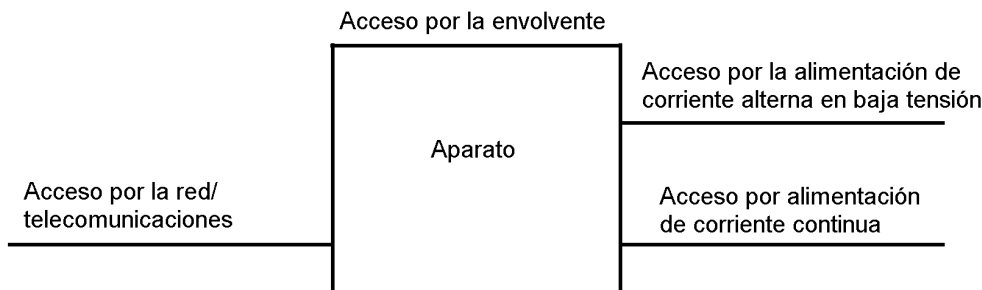 Acceso por la envolvente
Acceso por la alimentación de
corriente alterna en baja tensión
Aparato
Acceso por la red/
telecomunicaciones
Acceso por alimentación
de corriente continua